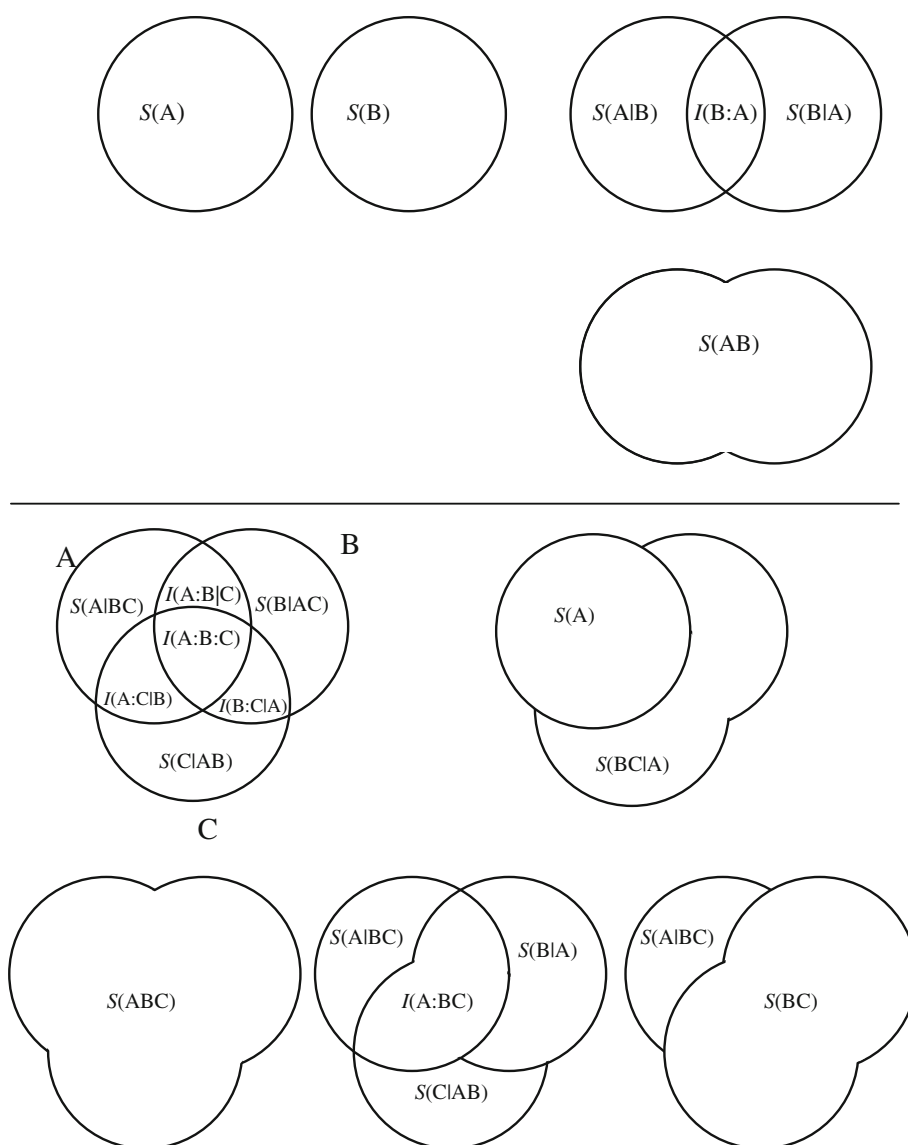 S(A)
S(B)
S(A|B)
I(B:A)
S(B|A)
S(AB)
A
B
S(A|BC)
I(A:B|C)
S(B|AC)
I(A:B:C)
I(A:C|B)
I(B:C|A)
S(C|AB)
C
S(A)
S(BC|A)
S(ABC)
S(A|BC)
S(B|A)
I(A:BC)
S(C|AB)
S(A|BC)
S(BC)